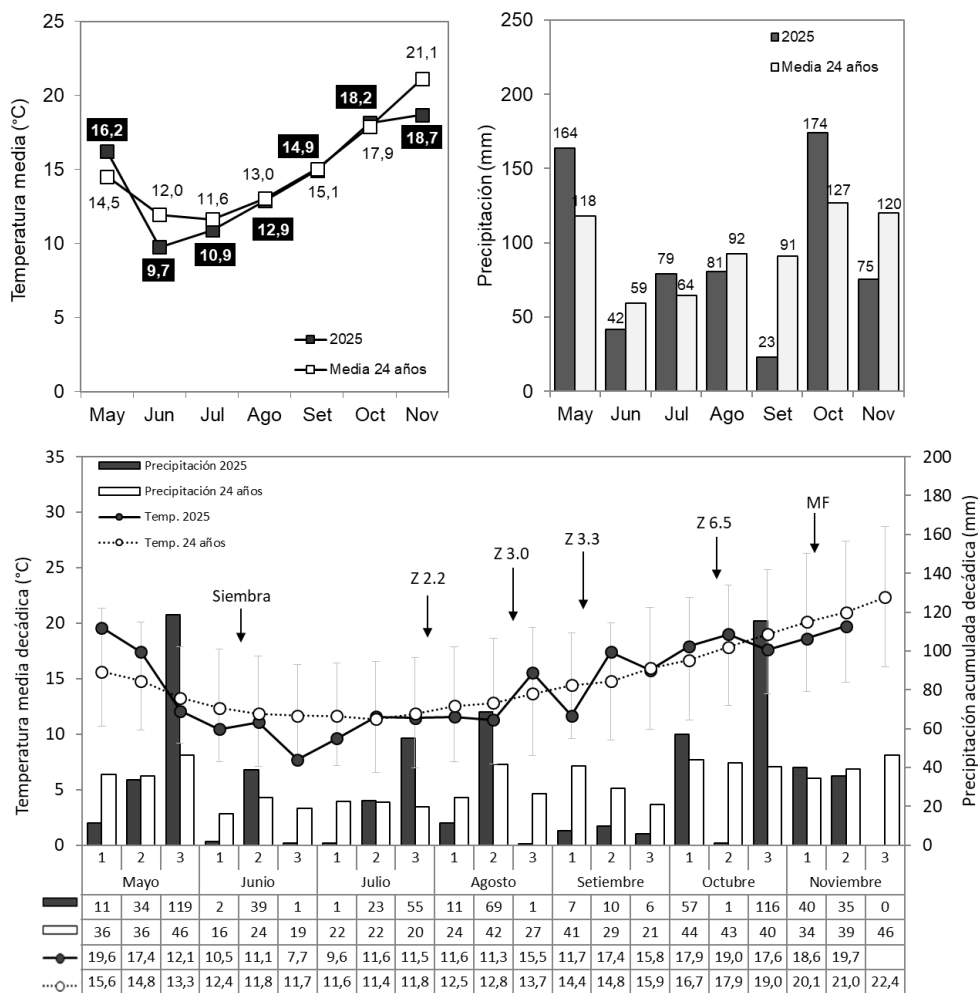 Temperatura media (°C)
25
20
15
10
5
0
16,2
14,5
12,0
9,7
11,6
10,9
13,0
12,9
14,9
15,1
18,2
17,9
21,1
18,7
2025
Media 24 años
May Jun Jul Ago Set Oct Nov
Precipitación (mm)
250
200
150
100
50
0
2025
Media 24 años
164 118
42 59
79 64
81 92
23 91
174 127
75 120
May Jun Jul Ago Set Oct Nov
Temperatura media decádica (°C)
35
30
25
20
15
10
5
0
Precipitación 2025
Precipitación 24 años
Temp. 2025
Temp. 24 años
Siembra
Z 2.2
Z 3.0
Z 3.3
Z 6.5
MF
Precipitación acumulada decádica (mm)
200
180
160
140
120
100
80
60
40
20
0
1 2 3 1 2 3 1 2 3 1 2 3 1 2 3 1 2 3 1 2 3
Mayo Junio Julio Agosto Setiembre Octubre Noviembre
11 34 119 2 39 1 1 23 55 11 69 1 7 10 6 57 1 116 40 35 0
36 36 46 16 24 19 22 22 20 24 42 27 41 29 21 44 43 40 34 39 46
19,6 17,4 12,1 10,5 11,1 7,7 9,6 11,6 11,5 11,6 11,3 15,5 11,7 17,4 15,8 17,9 19,0 17,6 18,6 19,7
15,6 14,8 13,3 12,4 11,8 11,7 11,6 11,4 11,8 12,5 12,8 13,7 14,4 14,8 15,9 16,7 17,9 19,0 20,1 21,0 22,4